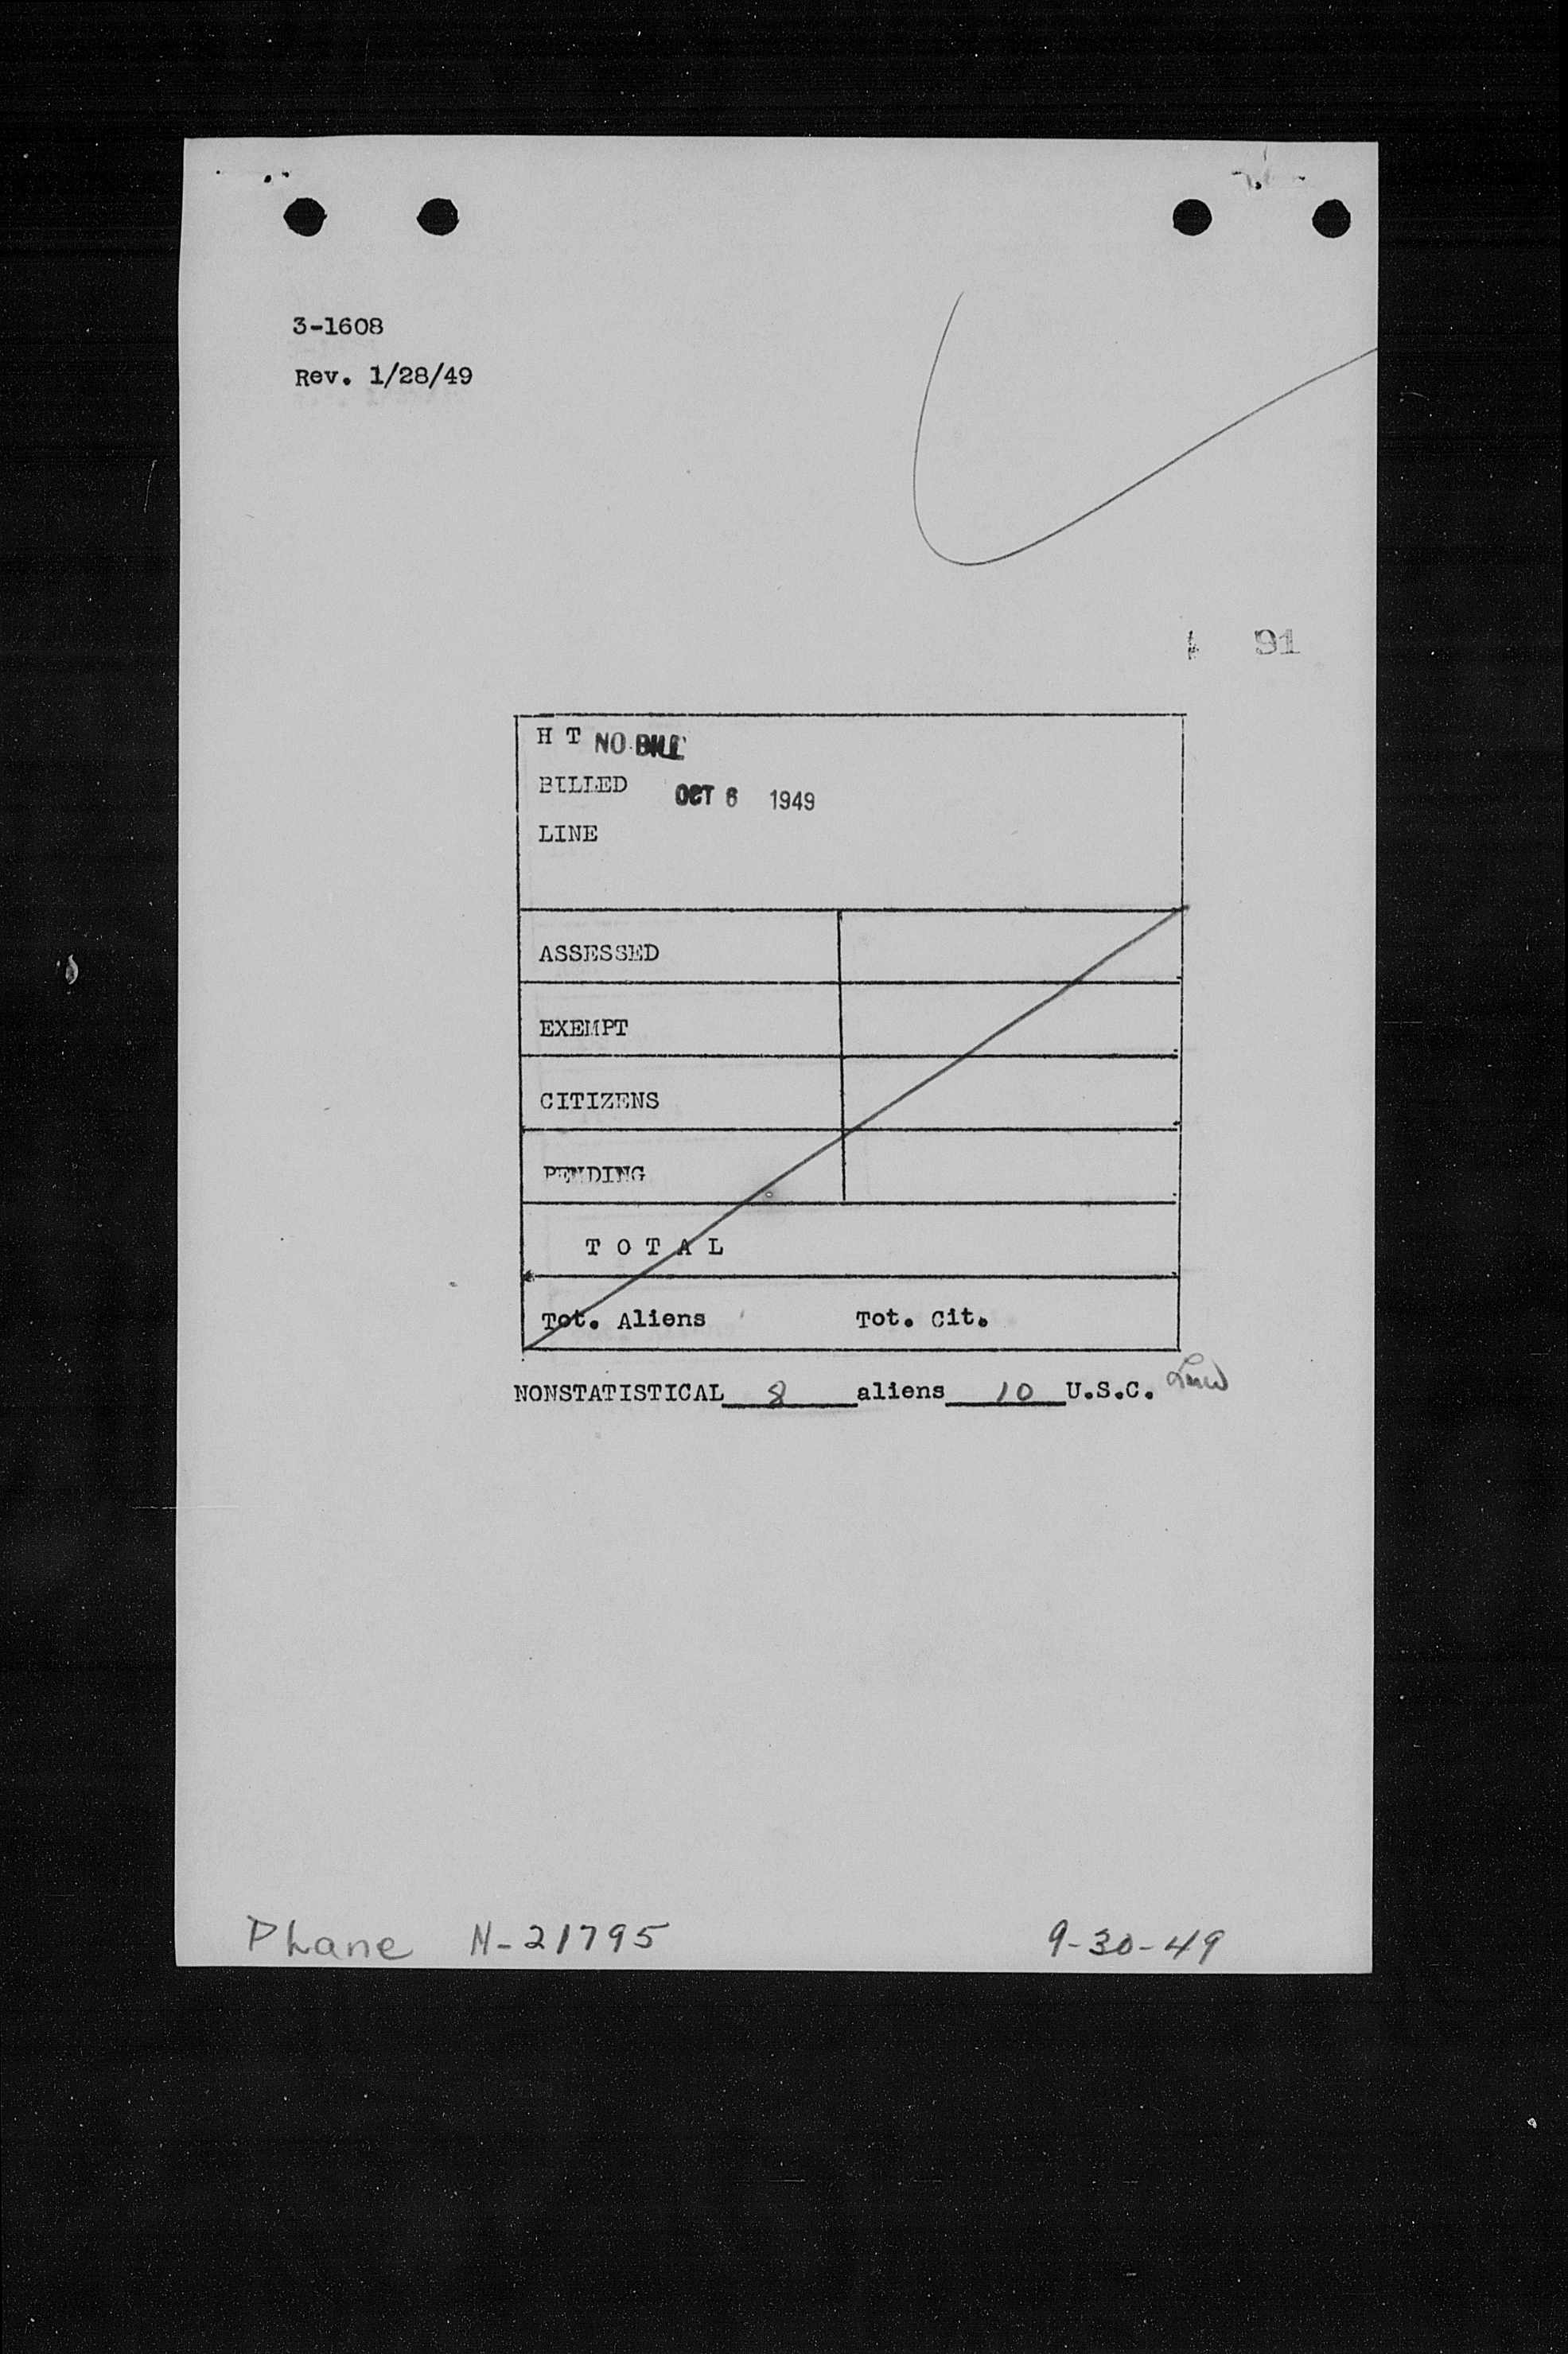 3-1608
Rev. 1/28/49
91
H T NO BILL
BILLED OCT 6 1949
LINE
ASSESSED
EXEMPT
CITIZENS
PENDING
T O T A L
Tot. Aliens Tot. Cit.
NONSTATISTICAL 8 aliens 10 U.S.C.
Plane N-21795 9-30-49